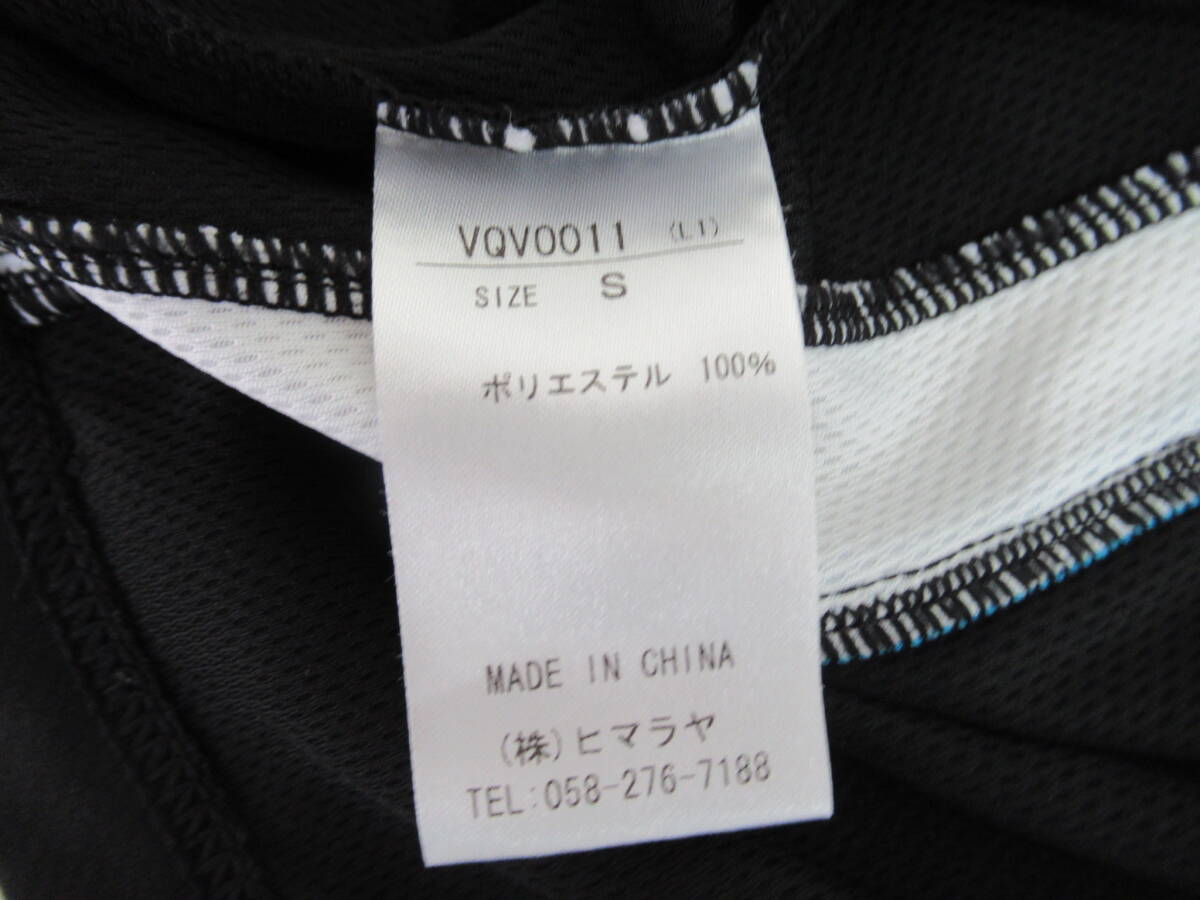 VQV0011 (L1)
SIZE S
ポリエステル 100%
MADE IN CHINA
(株)ヒマラヤ
TEL:058-276-7188